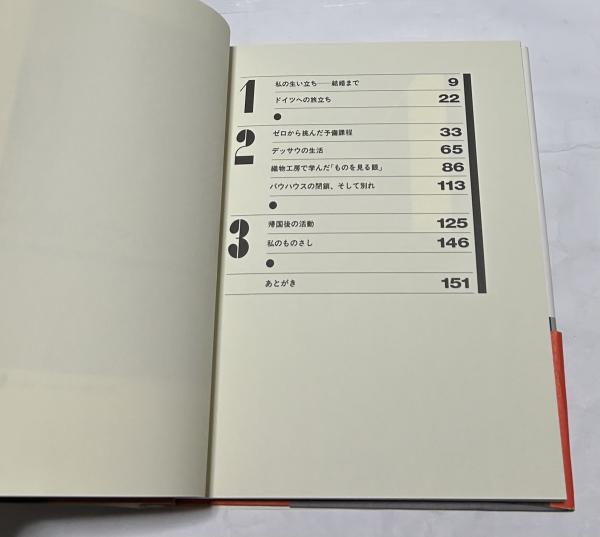 1
私の生い立ち——結婚まで 9
ドイツへの旅立ち 22
●
2
ゼロから挑んだ予備課程 33
デッサウの生活 65
織物工房で学んだ「ものを見る眼」 86
バウハウスの閉鎖、そして別れ 113
●
3
帰国後の活動 125
私のものさし 146
●
あとがき 151